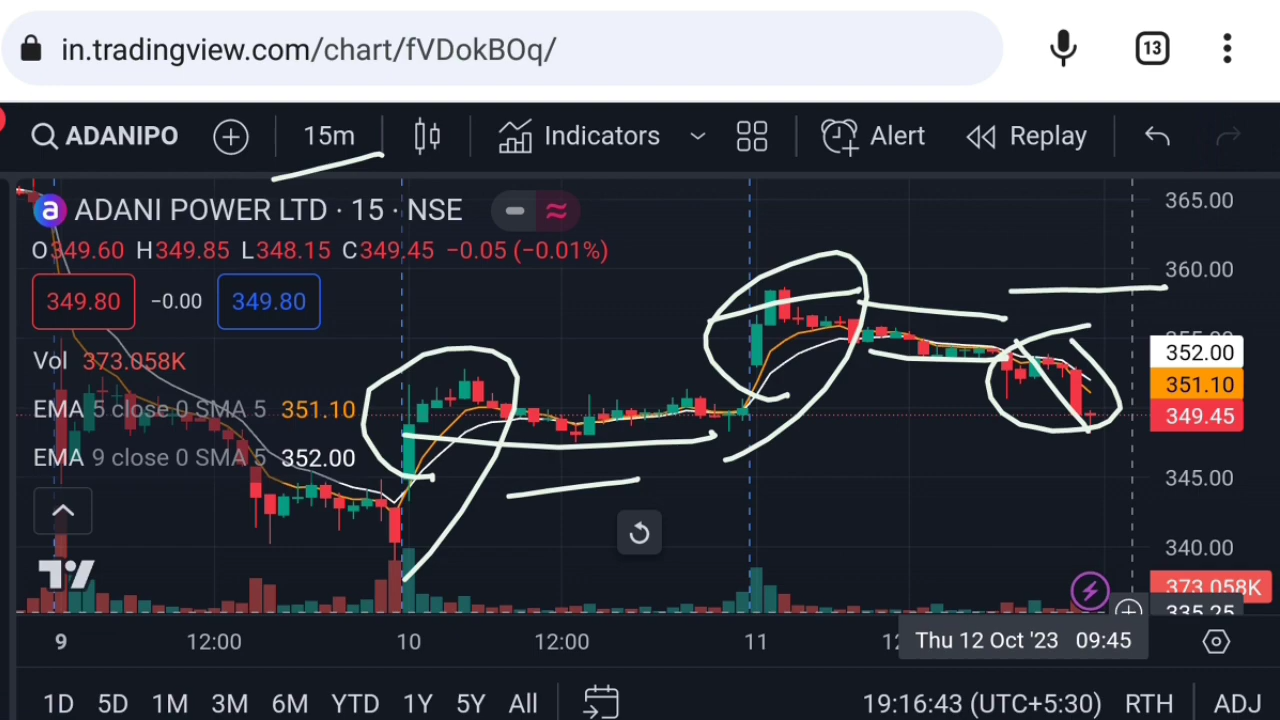 in.tradingview.com/chart/fVDokBOq/ 13
ADANIPO 15m Indicators Alert Replay
a ADANI POWER LTD · 15 · NSE 365.00
O349.60 H349.85 L348.15 C349.45 −0.05 (−0.01%)
360.00
349.80 −0.00 349.80
355.00
Vol 373.058K 352.00
EMA 5 close 0 SMA 5 351.10 351.10
349.45
EMA 9 close 0 SMA 5 352.00
345.00
340.00
373.058K
335.25
9 12:00 10 12:00 11 Thu 12 Oct '23 09:45
1D 5D 1M 3M 6M YTD 1Y 5Y All 19:16:43 (UTC+5:30) RTH ADJ